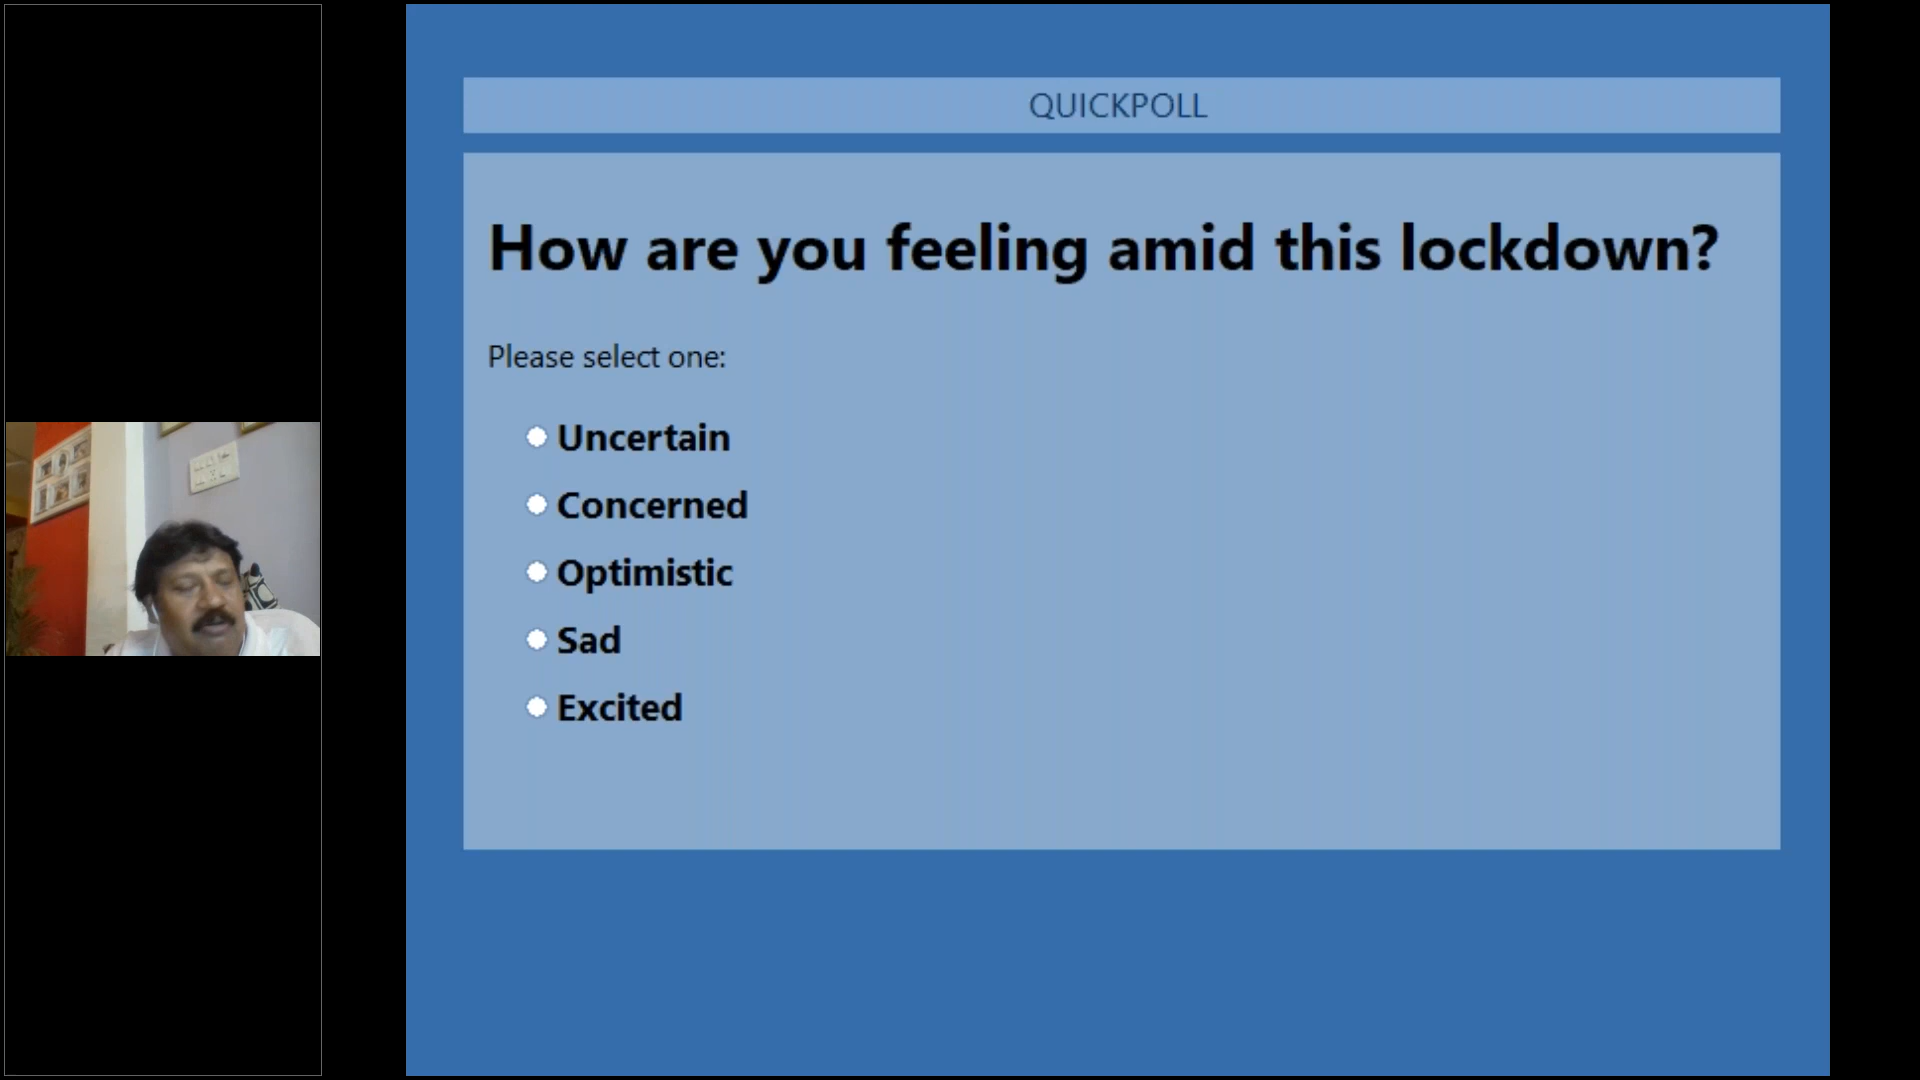 QUICKPOLL
How are you feeling amid this lockdown?
Please select one:
Uncertain
Concerned
Optimistic
Sad
Excited